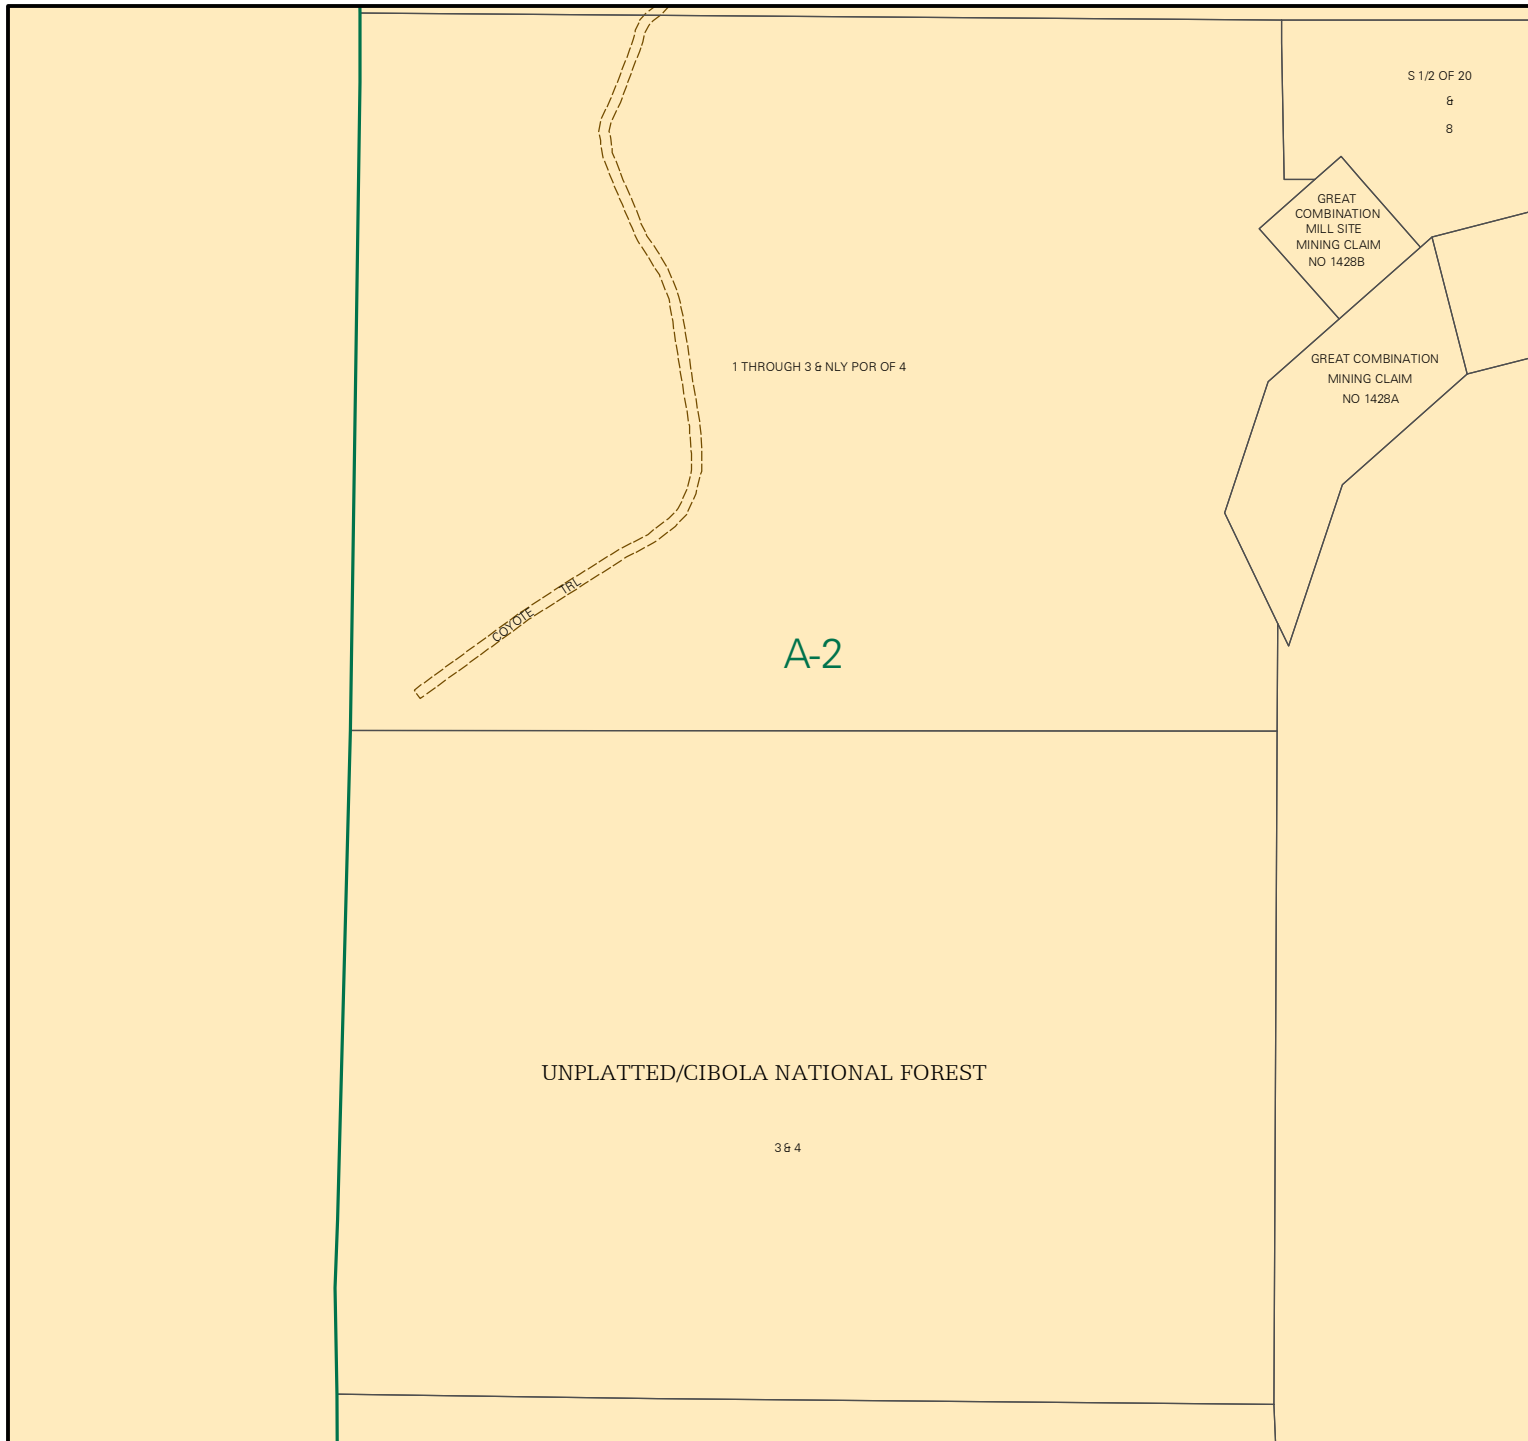 S 1/2 OF 20
&
8
GREAT
COMBINATION
MILL SITE
MINING CLAIM
NO 1428B
1 THROUGH 3 & NLY POR OF 4
GREAT COMBINATION
MINING CLAIM
NO 1428A
COYOTE TRL
A-2
UNPLATTED/CIBOLA NATIONAL FOREST
3 & 4